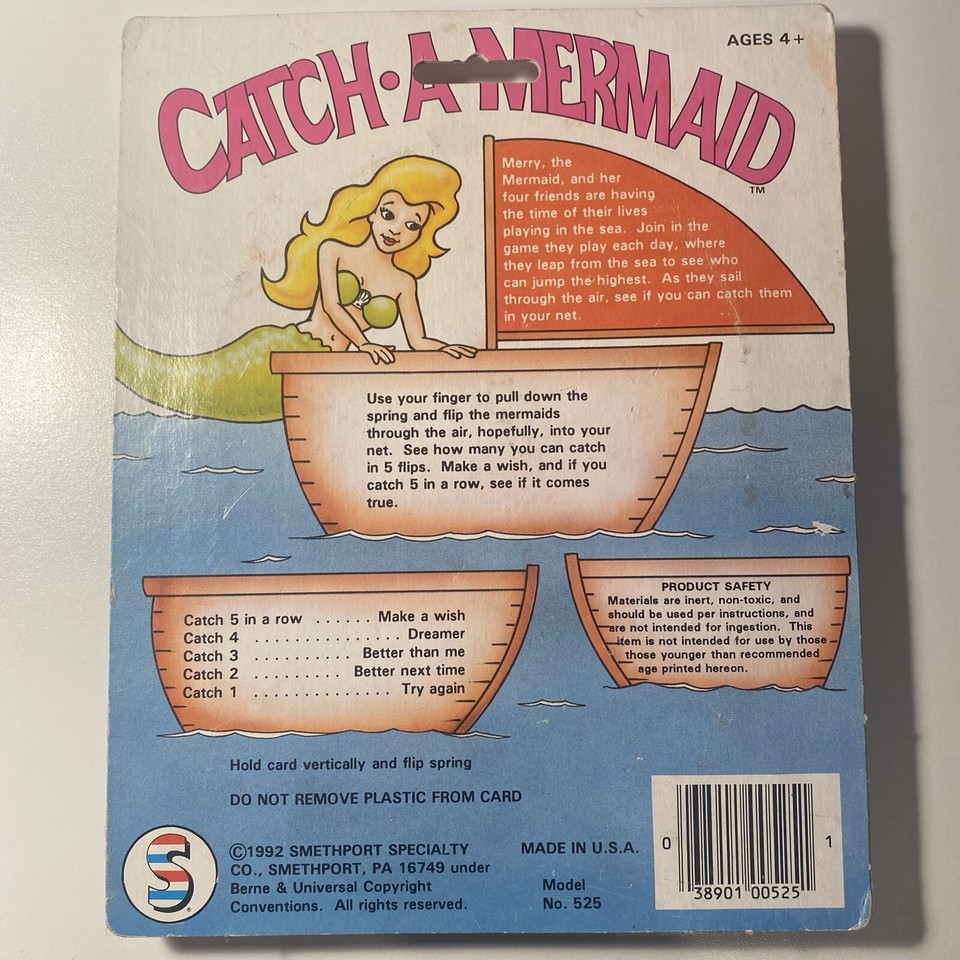 CATCH·A·MERMAID
TM
AGES 4+
Merry, the
Mermaid, and her
four friends are having
the time of their lives
playing in the sea. Join in the
game they play each day, where
they leap from the sea to see who
can jump the highest. As they sail
through the air, see if you can catch them
in your net.
Use your finger to pull down the
spring and flip the mermaids
through the air, hopefully, into your
net. See how many you can catch
in 5 flips. Make a wish, and if you
catch 5 in a row, see if it comes
true.
Catch 5 in a row ....... Make a wish
Catch 4 ................. Dreamer
Catch 3 ........... Better than me
Catch 2 .......... Better next time
Catch 1 ................ Try again
PRODUCT SAFETY
Materials are inert, non-toxic, and
should be used per instructions, and
are not intended for ingestion. This
item is not intended for use by those
those younger than recommended
age printed hereon.
Hold card vertically and flip spring
DO NOT REMOVE PLASTIC FROM CARD
S®
©1992 SMETHPORT SPECIALTY
CO., SMETHPORT, PA 16749 under
Berne & Universal Copyright
Conventions. All rights reserved.
MADE IN U.S.A.
Model
No. 525
0 38901 00525 1